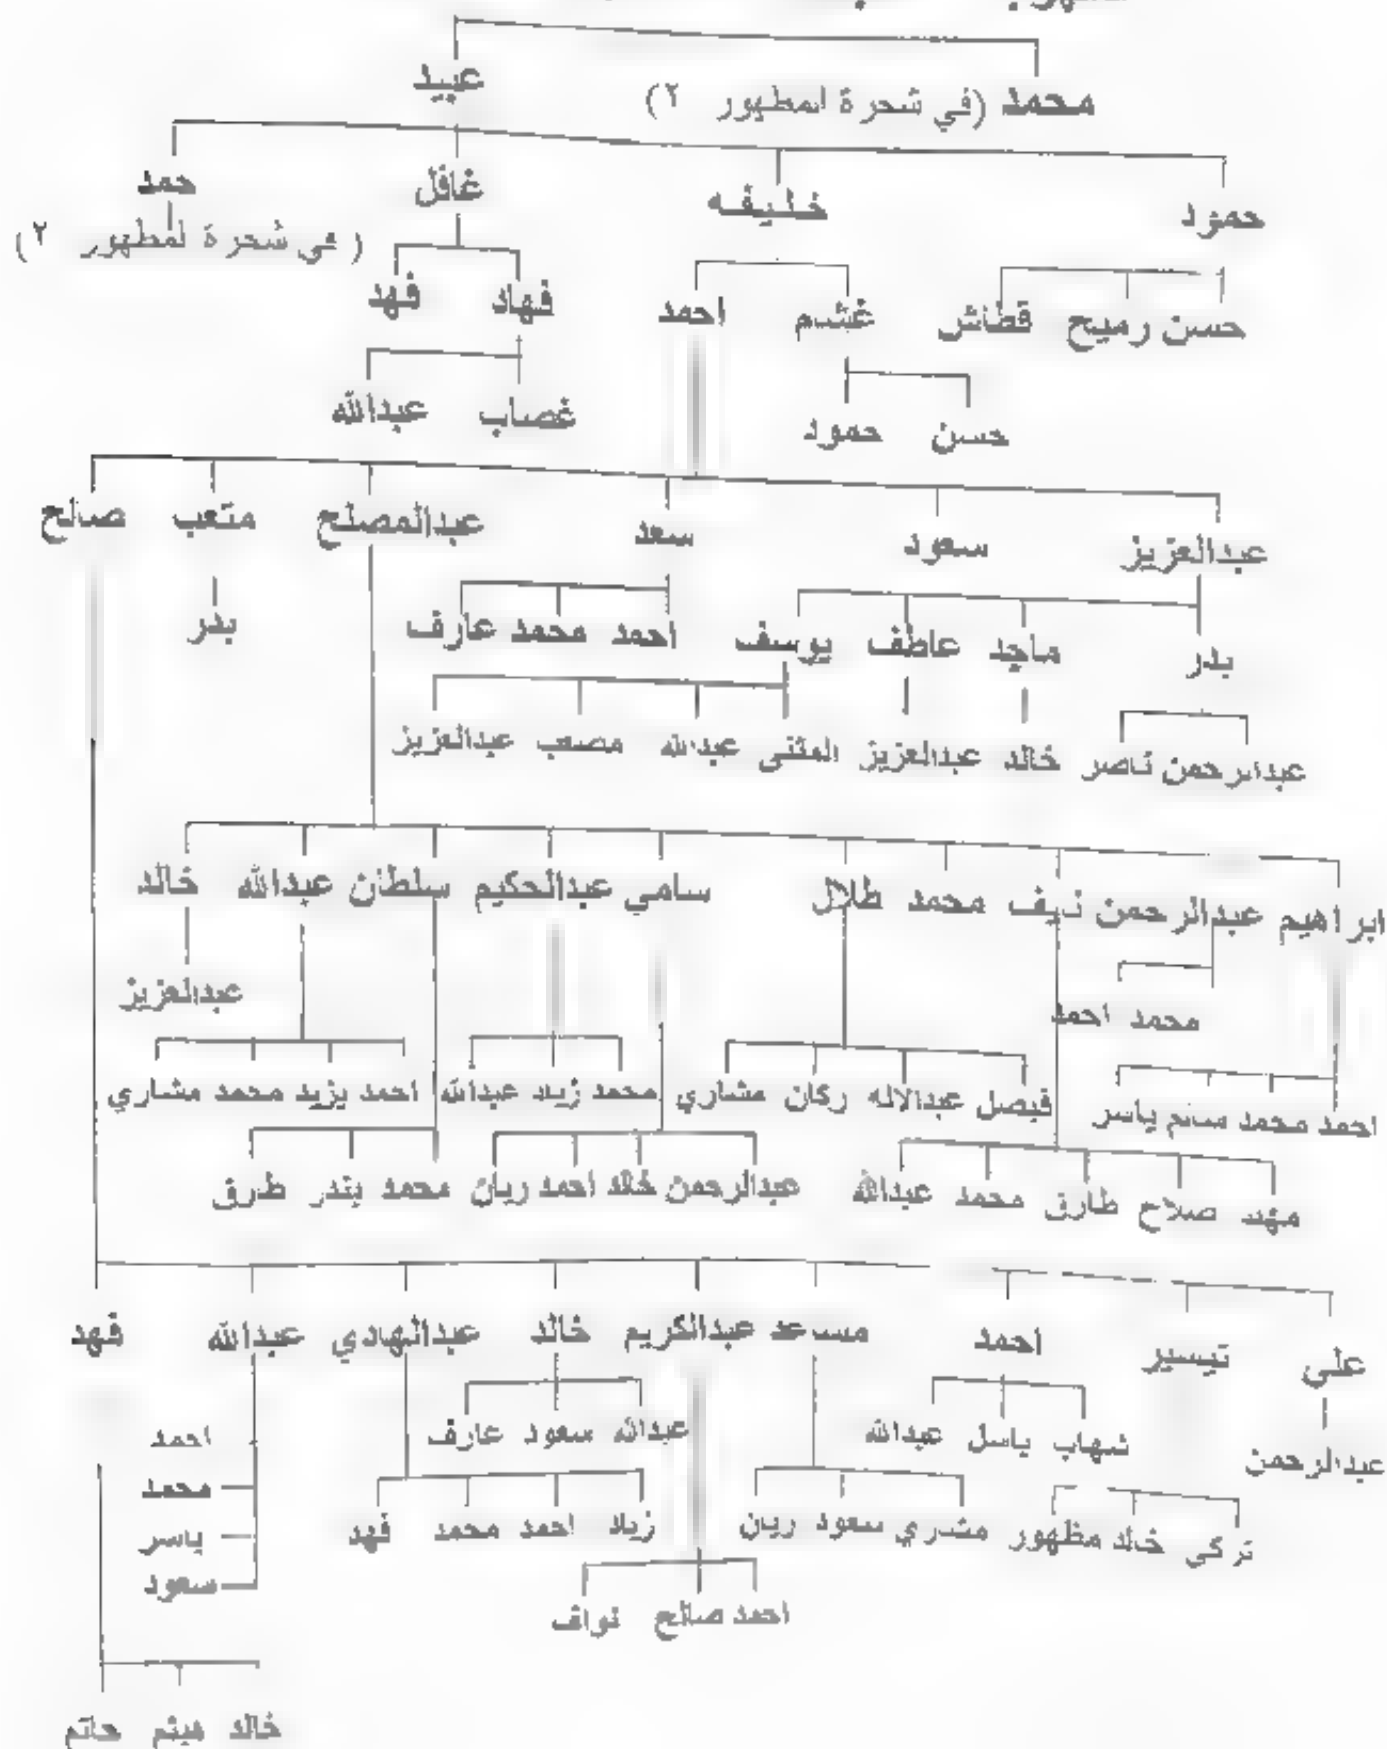 عبيد
محمد (في شجرة المطهور ٢)
حمود خليفه غافل حمد
(في شجرة لمطهور ٢)
حسن رميح قطاش غشم احمد فهاد فهد
حسن حمود غصاب عبدالله
عبدالعزيز سعود سعد عبدالمصلح متعب صالح
بدر ماجد عاطف يوسف احمد محمد عارف بدر
عبدالرحمن ناصر خالد عبدالعزيز المثنى عبدالله مصعب عبدالعزيز
ابراهيم عبدالرحمن نايف محمد طلال سامي عبدالحكيم سلطان عبدالله خالد
محمد احمد عبدالعزيز
احمد محمد سالم ياسر فيصل عبدالاله ركان مشاري محمد زياد عبدالله احمد يزيد محمد مشاري
مهند صلاح طارق محمد عبدالله عبدالرحمن خالد احمد ريان محمد بندر طارق
علي تيسير احمد مساعد عبدالكريم خالد عبدالهادي عبدالله فهد
عبدالرحمن شهاب باسل عبدالله عبدالله سعود عارف احمد
محمد
تركي خالد مظهور مشاري سعود ريان زياد احمد محمد فهد ياسر
سعود
احمد صالح نواف
خالد هيثم حاتم